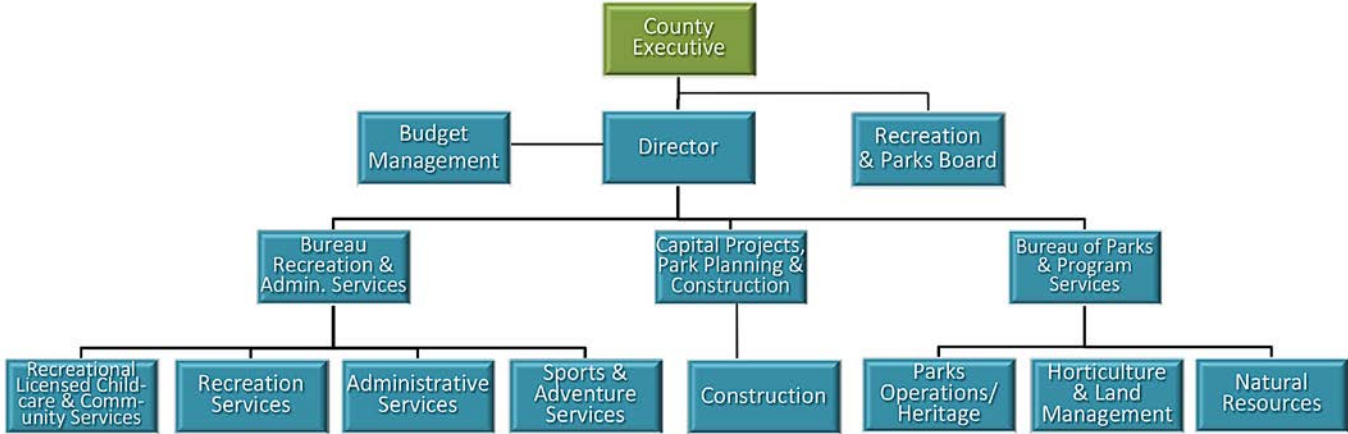 County
Executive
Budget
Management
Director
Recreation
& Parks Board
Bureau
Recreation &
Admin. Services
Capital Projects,
Park Planning &
Construction
Bureau of Parks
& Program
Services
Recreational
Licensed Child-
care & Comm-
unity Services
Recreation
Services
Administrative
Services
Sports &
Adventure
Services
Construction
Parks
Operations/
Heritage
Horticulture
& Land
Management
Natural
Resources